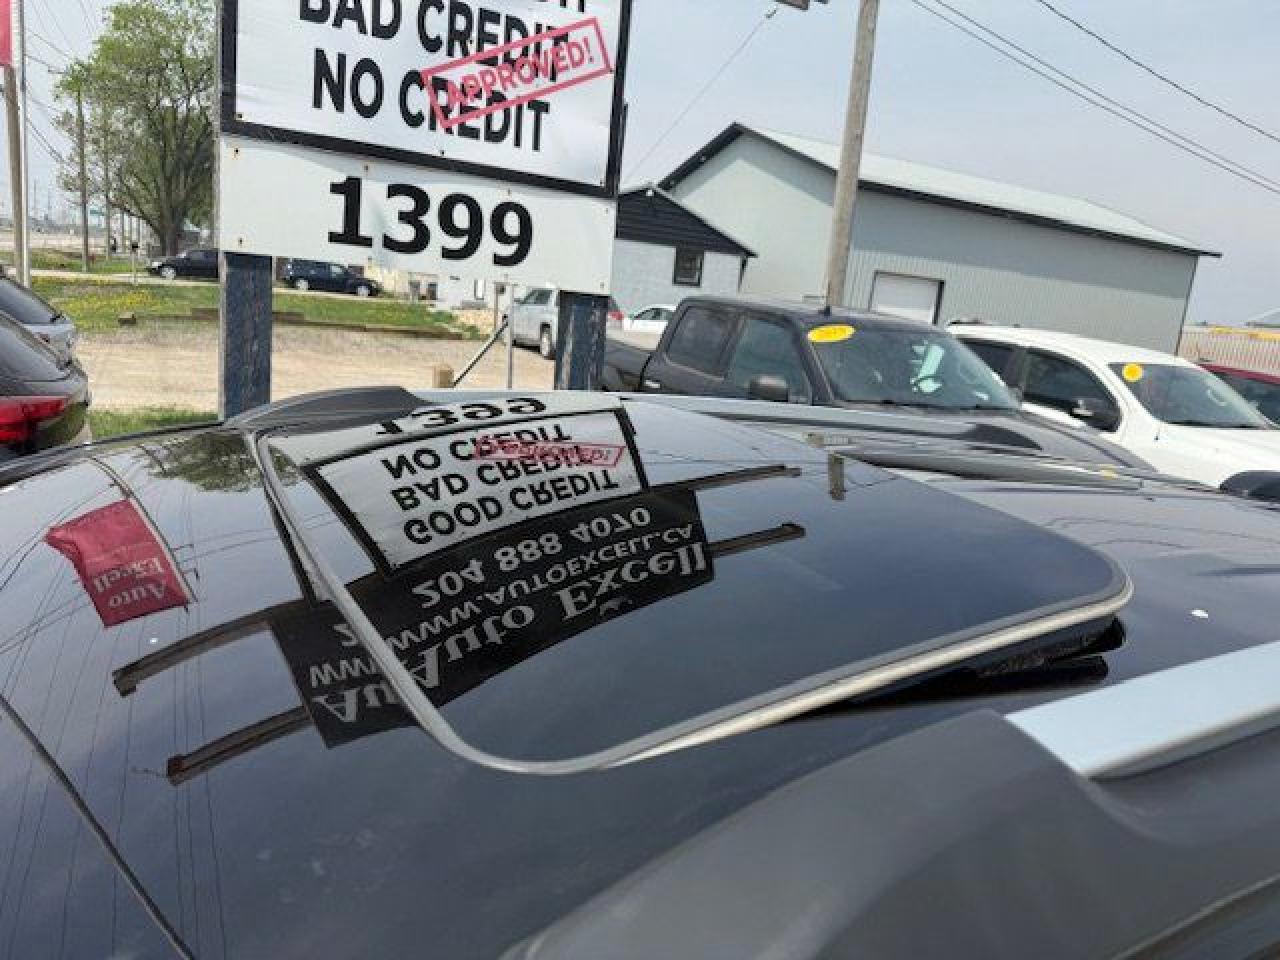 BAD CREDIT
NO CREDIT
APPROVED!
1399
1399
NO CREDIT
BAD CREDIT
GOOD CREDIT
204 888 4070
WWW.AUTOEXCELL.CA
Auto Excell
Auto
Excell